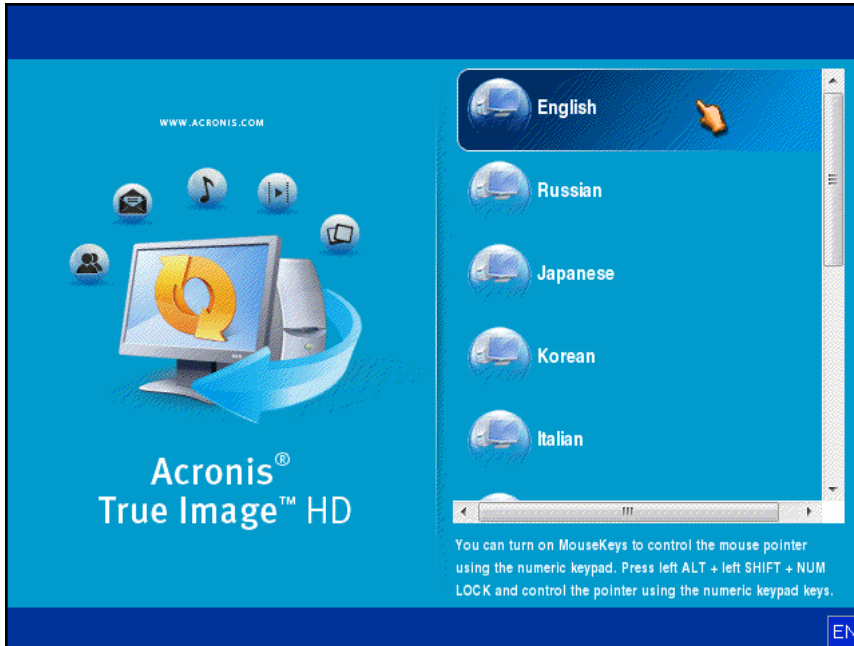 WWW.ACRONIS.COM
Acronis®
True Image™ HD
English
Russian
Japanese
Korean
Italian
You can turn on MouseKeys to control the mouse pointer
using the numeric keypad. Press left ALT + left SHIFT + NUM
LOCK and control the pointer using the numeric keypad keys.
EN